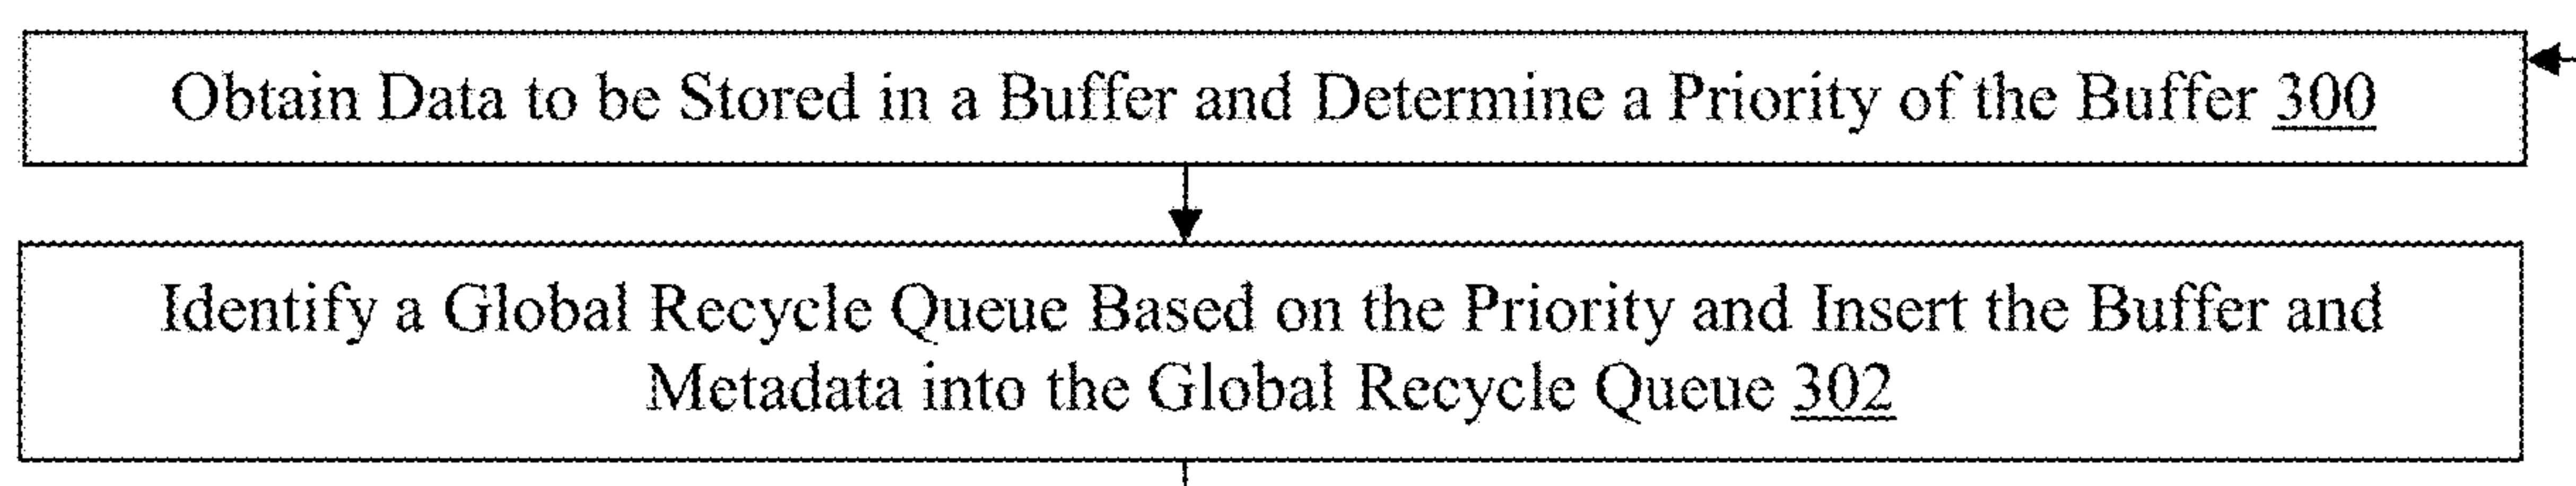 Obtain Data to be Stored in a Buffer and Determine a Priority of the Buffer 300
Identify a Global Recycle Queue Based on the Priority and Insert the Buffer and
Metadata into the Global Recycle Queue 302